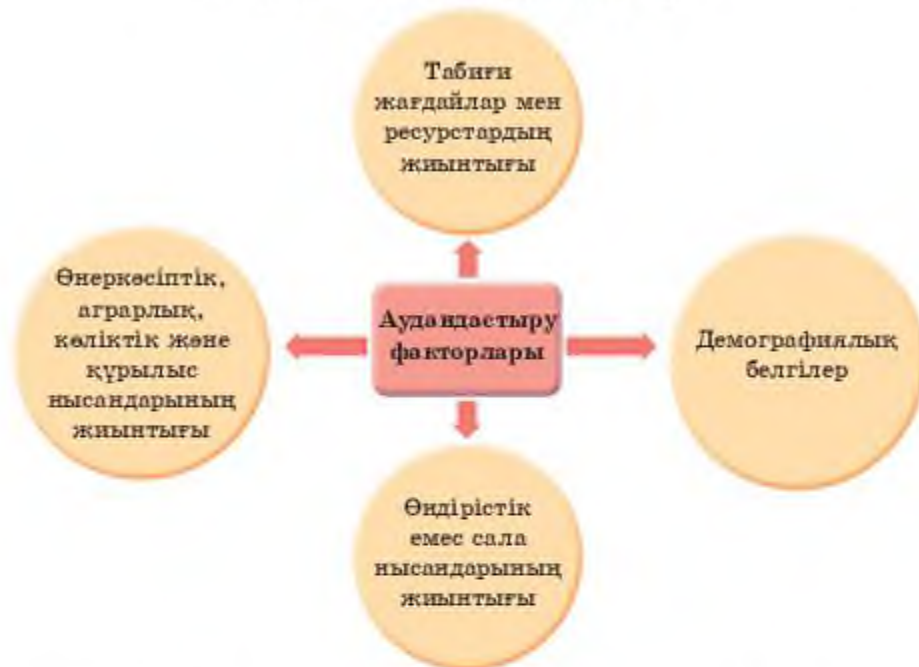 Табиғи
жағдайлар мен
ресурстардың
жиынтығы
Өнеркәсіптік,
аграрлық,
көліктік және
құрылыс
нысандарының
жиынтығы
Аудандастыру
факторлары
Демографиялық
белгілер
Өндірістік
емес сала
нысандарының
жиынтығы